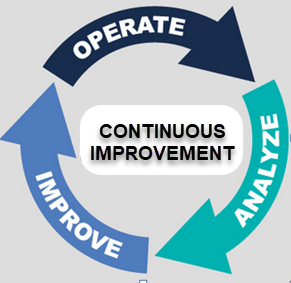 OPERATE
CONTINUOUS
IMPROVEMENT
ANALYZE
IMPROVE